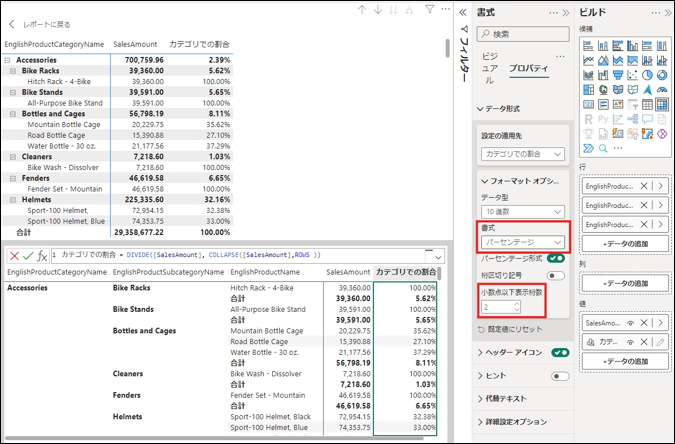 レポートに戻る
EnglishProductCategoryName SalesAmount カテゴリでの割合
Accessories 700,759.96 2.39%
Bike Racks 39,360.00 5.62%
Hitch Rack - 4-Bike 39,360.00 100.00%
Bike Stands 39,591.00 5.65%
All-Purpose Bike Stand 39,591.00 100.00%
Bottles and Cages 56,798.19 8.11%
Mountain Bottle Cage 20,229.75 35.62%
Road Bottle Cage 15,390.88 27.10%
Water Bottle - 30 oz. 21,177.56 37.29%
Cleaners 7,218.60 1.03%
Bike Wash - Dissolver 7,218.60 100.00%
Fenders 46,619.58 6.65%
Fender Set - Mountain 46,619.58 100.00%
Helmets 225,335.60 32.16%
Sport-100 Helmet, 72,954.15 32.38%
Sport-100 Helmet, Blue 74,353.75 33.00%
合計 29,358,677.22 100.00%
1 カテゴリでの割合 = DIVIDE([SalesAmount], COLLAPSE([SalesAmount],ROWS ))
EnglishProductCategoryName EnglishProductSubcategoryName EnglishProductName SalesAmount カテゴリでの割合
Accessories Bike Racks Hitch Rack - 4-Bike 39,360.00 100.00%
合計 39,360.00 5.62%
Bike Stands All-Purpose Bike Stand 39,591.00 100.00%
合計 39,591.00 5.65%
Bottles and Cages Mountain Bottle Cage 20,229.75 35.62%
Road Bottle Cage 15,390.88 27.10%
Water Bottle - 30 oz. 21,177.56 37.29%
合計 56,798.19 8.11%
Cleaners Bike Wash - Dissolver 7,218.60 100.00%
合計 7,218.60 1.03%
Fenders Fender Set - Mountain 46,619.58 100.00%
合計 46,619.58 6.65%
Helmets Sport-100 Helmet, Black 72,954.15 32.38%
Sport-100 Helmet, Blue 74,353.75 33.00%
フィルター
書式
検索
ビジュアル
プロパティ
データ形式
設定の適用先
カテゴリでの割合
フォーマット オプシ...
データ型
10 進数
書式
パーセンテージ
パーセンテージ形式
桁区切り記号
小数点以下表示桁数
2
既定値にリセット
ヘッダー アイコン
ヒント
代替テキスト
詳細設定オプション
ビルド
候補
行
EnglishProduc...
EnglishProduc...
EnglishProduc...
+データの追加
列
+データの追加
値
SalesAmo...
カテ...
+データの追加